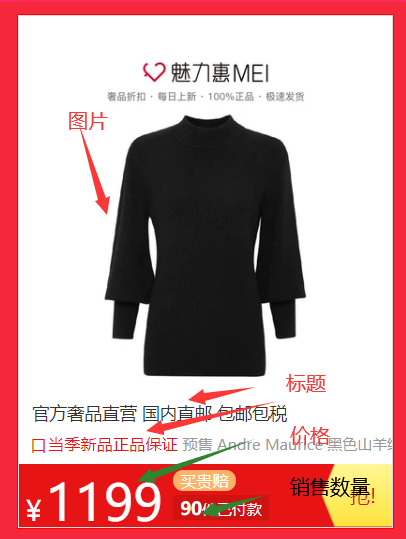 魅力惠MEI
奢品折扣 · 每日上新 · 100%正品 · 极速发货
图片
标题
官方奢品直营 国内直邮 包邮包税
价格
口当季新品正品保证 预售 Andre Maurice 黑色山羊
买贵赔
销售数量
¥1199
90件已付款
抢!